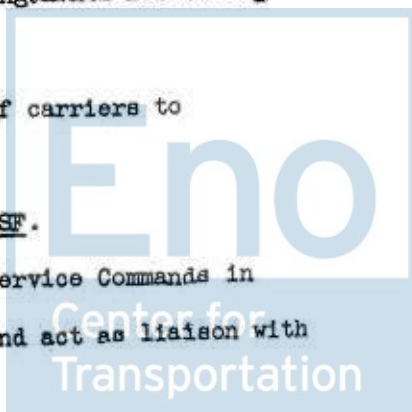 f carriers to
SF.
ervice Commands in
nd act as liaison with
Eno
Center for
Transportation